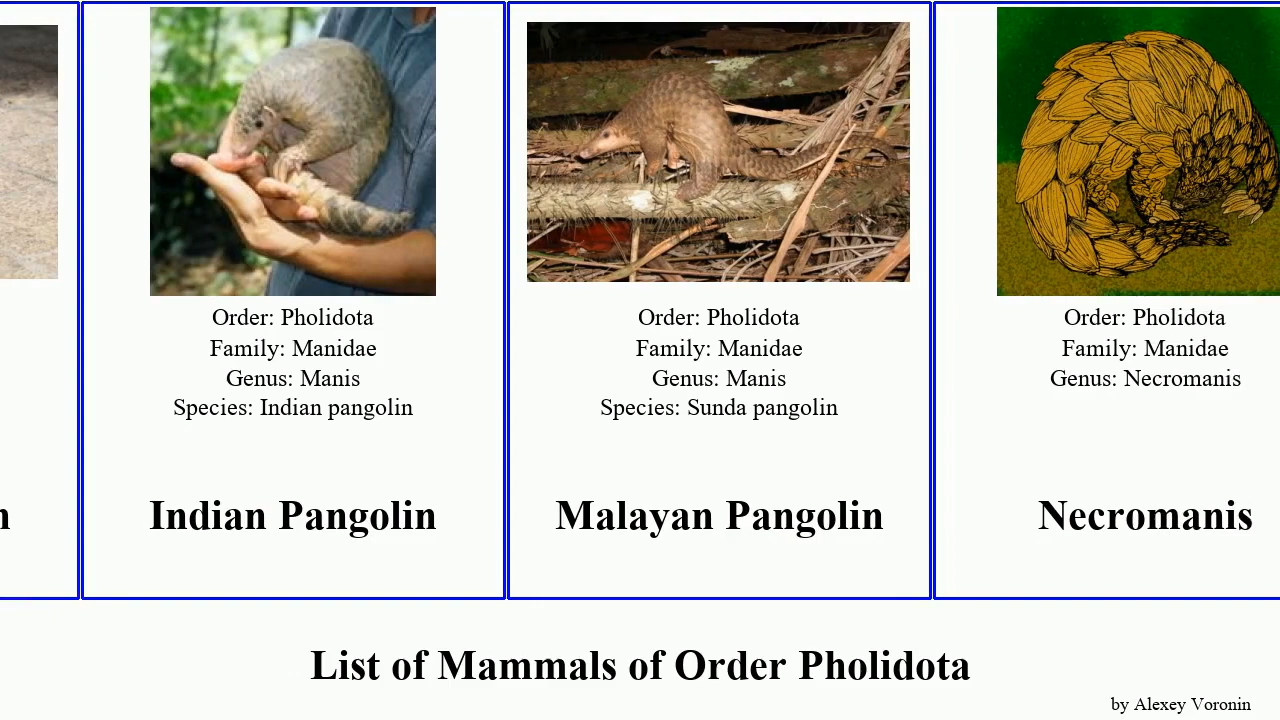 Order: Pholidota
Family: Manidae
Genus: Manis
Species: Indian pangolin
Indian Pangolin
Order: Pholidota
Family: Manidae
Genus: Manis
Species: Sunda pangolin
Malayan Pangolin
Order: Pholidota
Family: Manidae
Genus: Necromanis
Necromanis
List of Mammals of Order Pholidota
by Alexey Voronin